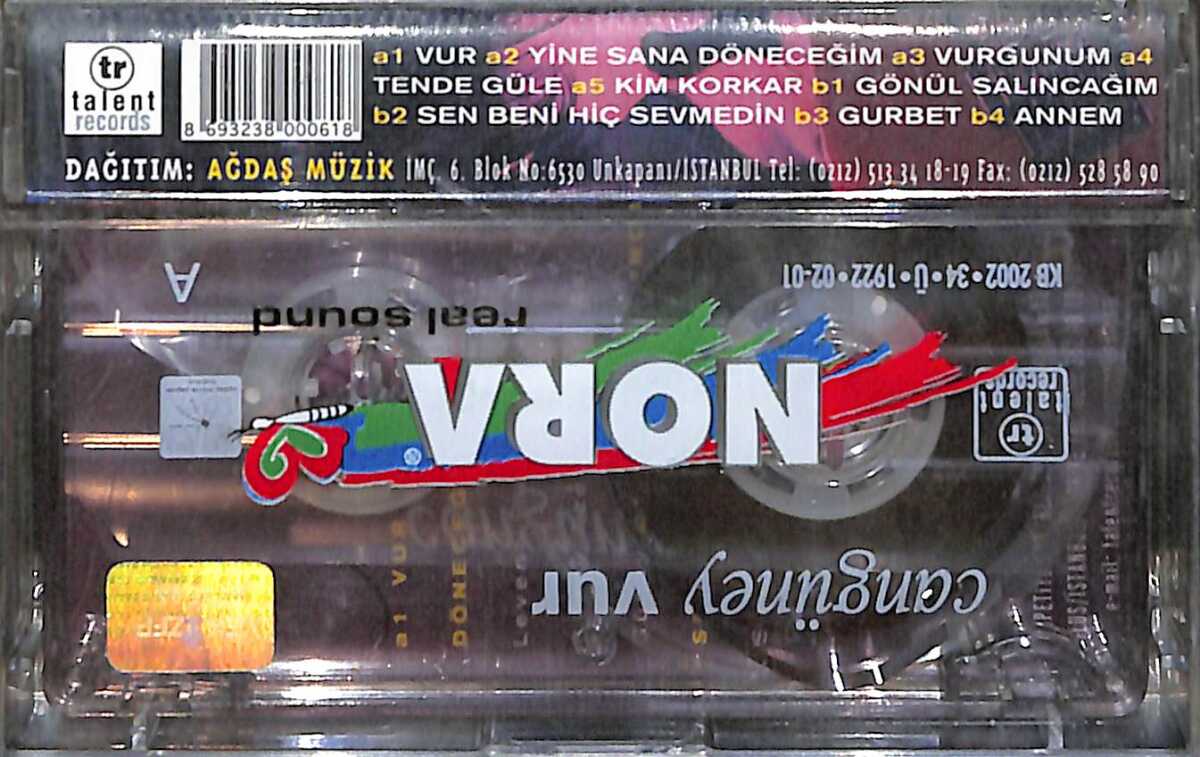 tr
talent
records
8 693238 000618
a1 VUR a2 YİNE SANA DÖNECEĞİM a3 VURGUNUM a4
TENDE GÜLE a5 KİM KORKAR b1 GÖNÜL SALINCAĞIM
b2 SEN BENİ HİÇ SEVMEDİN b3 GURBET b4 ANNEM
DAĞITIM: AĞDAŞ MÜZİK İMÇ. 6. Blok No:6530 Unkapanı/İSTANBUL Tel: (0212) 513 34 18-19 Fax: (0212) 528 58 90
cangüney vur
NORA
®
tr
talent
records
real sound
A
KB 2002•34•Ü•1922•02-01
a1 VUR